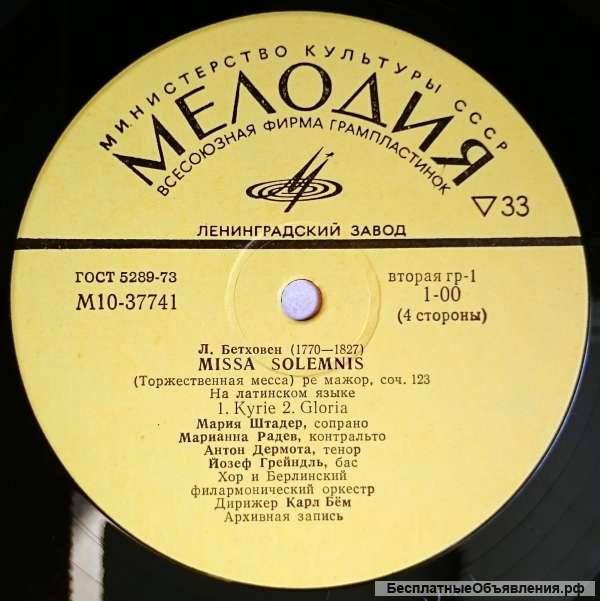 МИНИСТЕРСТВО КУЛЬТУРЫ СССР
МЕЛОДИЯ
ВСЕСОЮЗНАЯ ФИРМА ГРАМПЛАСТИНОК
▽33
ЛЕНИНГРАДСКИЙ ЗАВОД
ГОСТ 5289-73
М10-37741
вторая гр-1
1-00
(4 стороны)
Л. Бетховен (1770—1827)
MISSA SOLEMNIS
(Торжественная месса) ре мажор, соч. 123
На латинском языке
1. Kyrie 2. Gloria
Мария Штадер, сопрано
Марианна Радев, контральто
Антон Дермота, тенор
Йозеф Грейндль, бас
Хор и Берлинский
филармонический оркестр
Дирижер Карл Бём
Архивная запись
БесплатныеОбъявления.рф